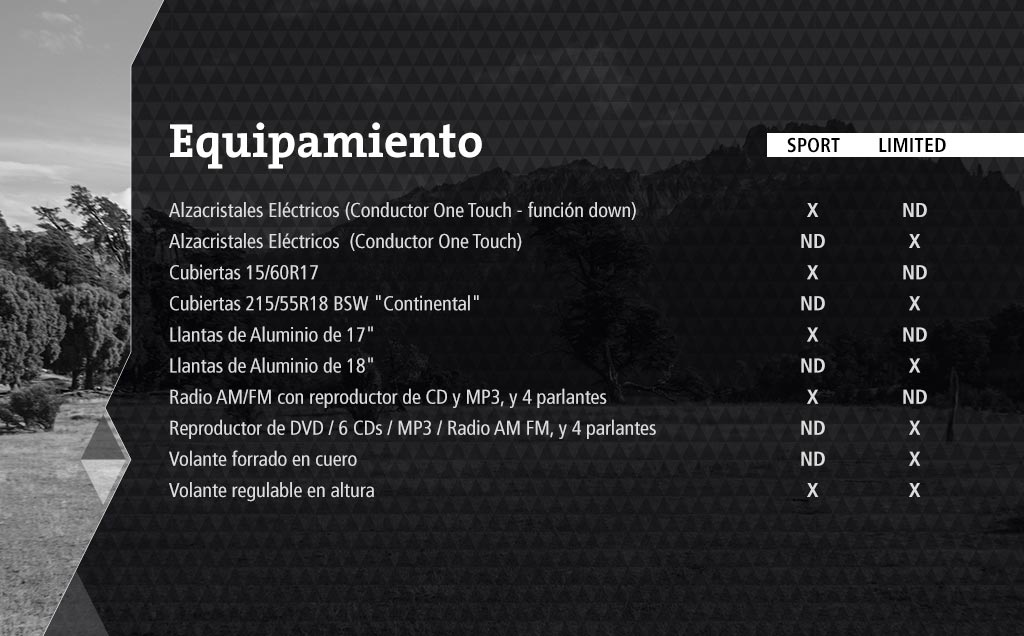 Equipamiento SPORT LIMITED
Alzacristales Eléctricos (Conductor One Touch - función down) X ND
Alzacristales Eléctricos (Conductor One Touch) ND X
Cubiertas 15/60R17 X ND
Cubiertas 215/55R18 BSW "Continental" ND X
Llantas de Aluminio de 17" X ND
Llantas de Aluminio de 18" ND X
Radio AM/FM con reproductor de CD y MP3, y 4 parlantes X ND
Reproductor de DVD / 6 CDs / MP3 / Radio AM FM, y 4 parlantes ND X
Volante forrado en cuero ND X
Volante regulable en altura X X